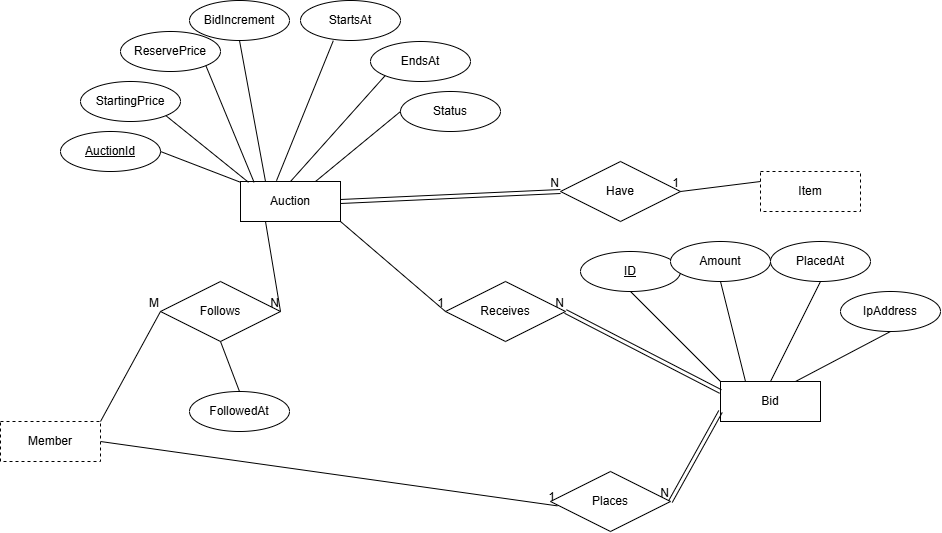 BidIncrement
StartsAt
ReservePrice
EndsAt
StartingPrice
Status
AuctionId
N
Have
1
Item
Auction
Amount
PlacedAt
ID
M
Follows
N
1
Receives
N
IpAddress
FollowedAt
Bid
Member
1
Places
N